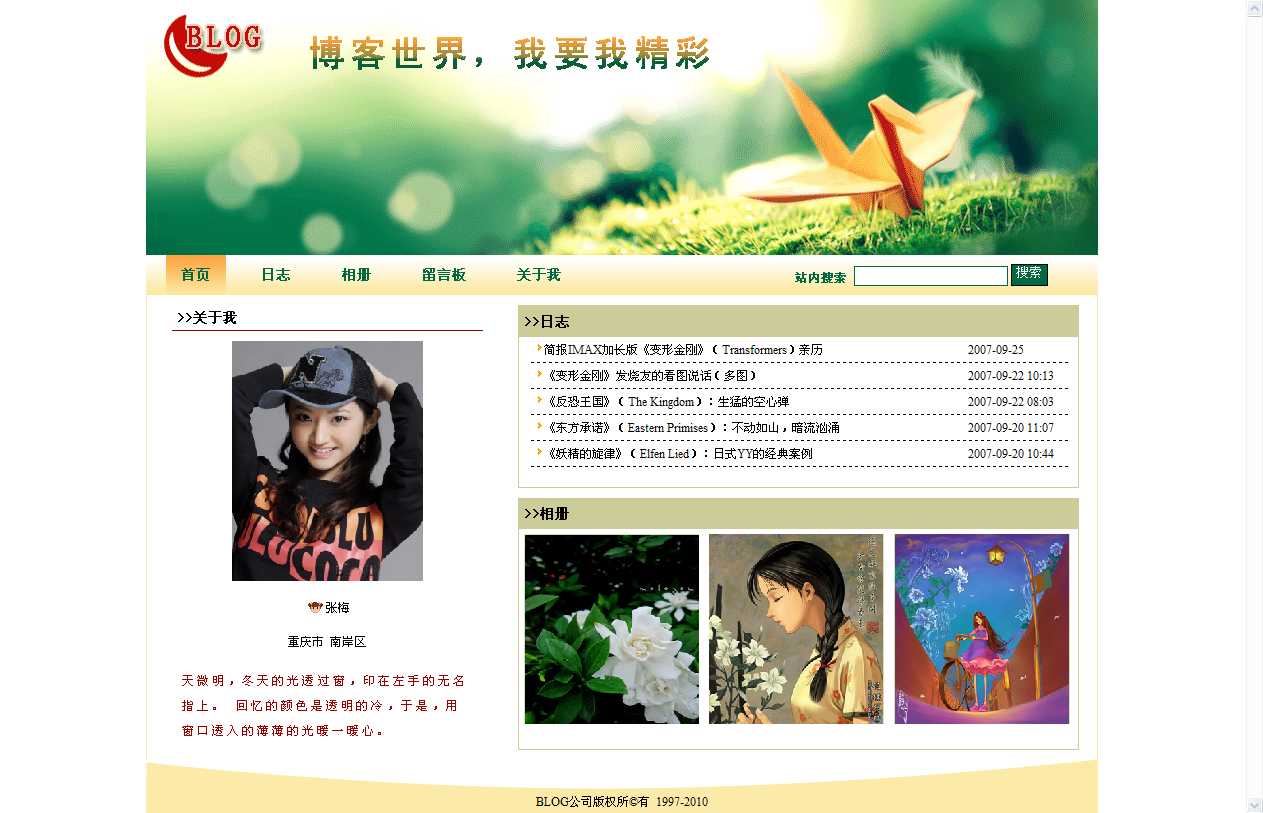 BLOG
博客世界，我要我精彩
首页 日志 相册 留言板 关于我 站内搜索 搜索
>>关于我
张梅
重庆市 南岸区
天微明，冬天的光透过窗，印在左手的无名
指上。 回忆的颜色是透明的冷，于是，用
窗口透入的薄薄的光暖一暖心。
>>日志
简报IMAX加长版《变形金刚》（Transformers）亲历 2007-09-25
《变形金刚》发烧友的看图说话（多图） 2007-09-22 10:13
《反恐王国》（The Kingdom）：生猛的空心弹 2007-09-22 08:03
《东方承诺》（Eastern Primises）：不动如山，暗流汹涌 2007-09-20 11:07
《妖精的旋律》（Elfen Lied）：日式YY的经典案例 2007-09-20 10:44
>>相册
BLOG公司版权所©有 1997-2010